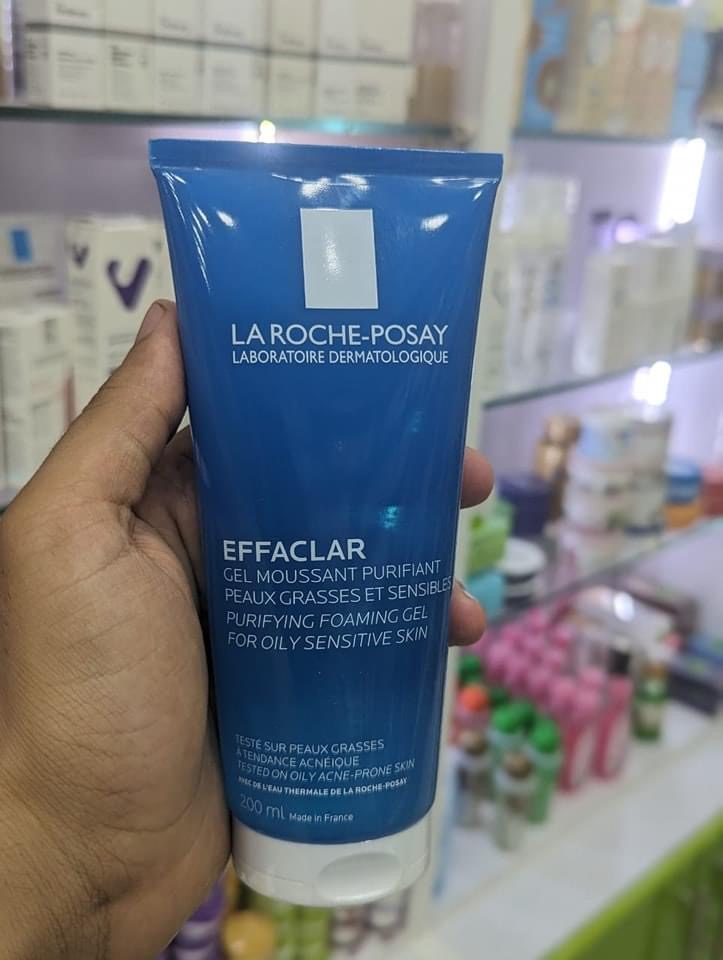 LA ROCHE-POSAY
LABORATOIRE DERMATOLOGIQUE
EFFACLAR
GEL MOUSSANT PURIFIANT
PEAUX GRASSES ET SENSIBLES
PURIFYING FOAMING GEL
FOR OILY SENSITIVE SKIN
TESTÉ SUR PEAUX GRASSES
À TENDANCE ACNÉIQUE
TESTED ON OILY ACNE-PRONE SKIN
AVEC DE L'EAU THERMALE DE LA ROCHE-POSAY
200 ml Made in France